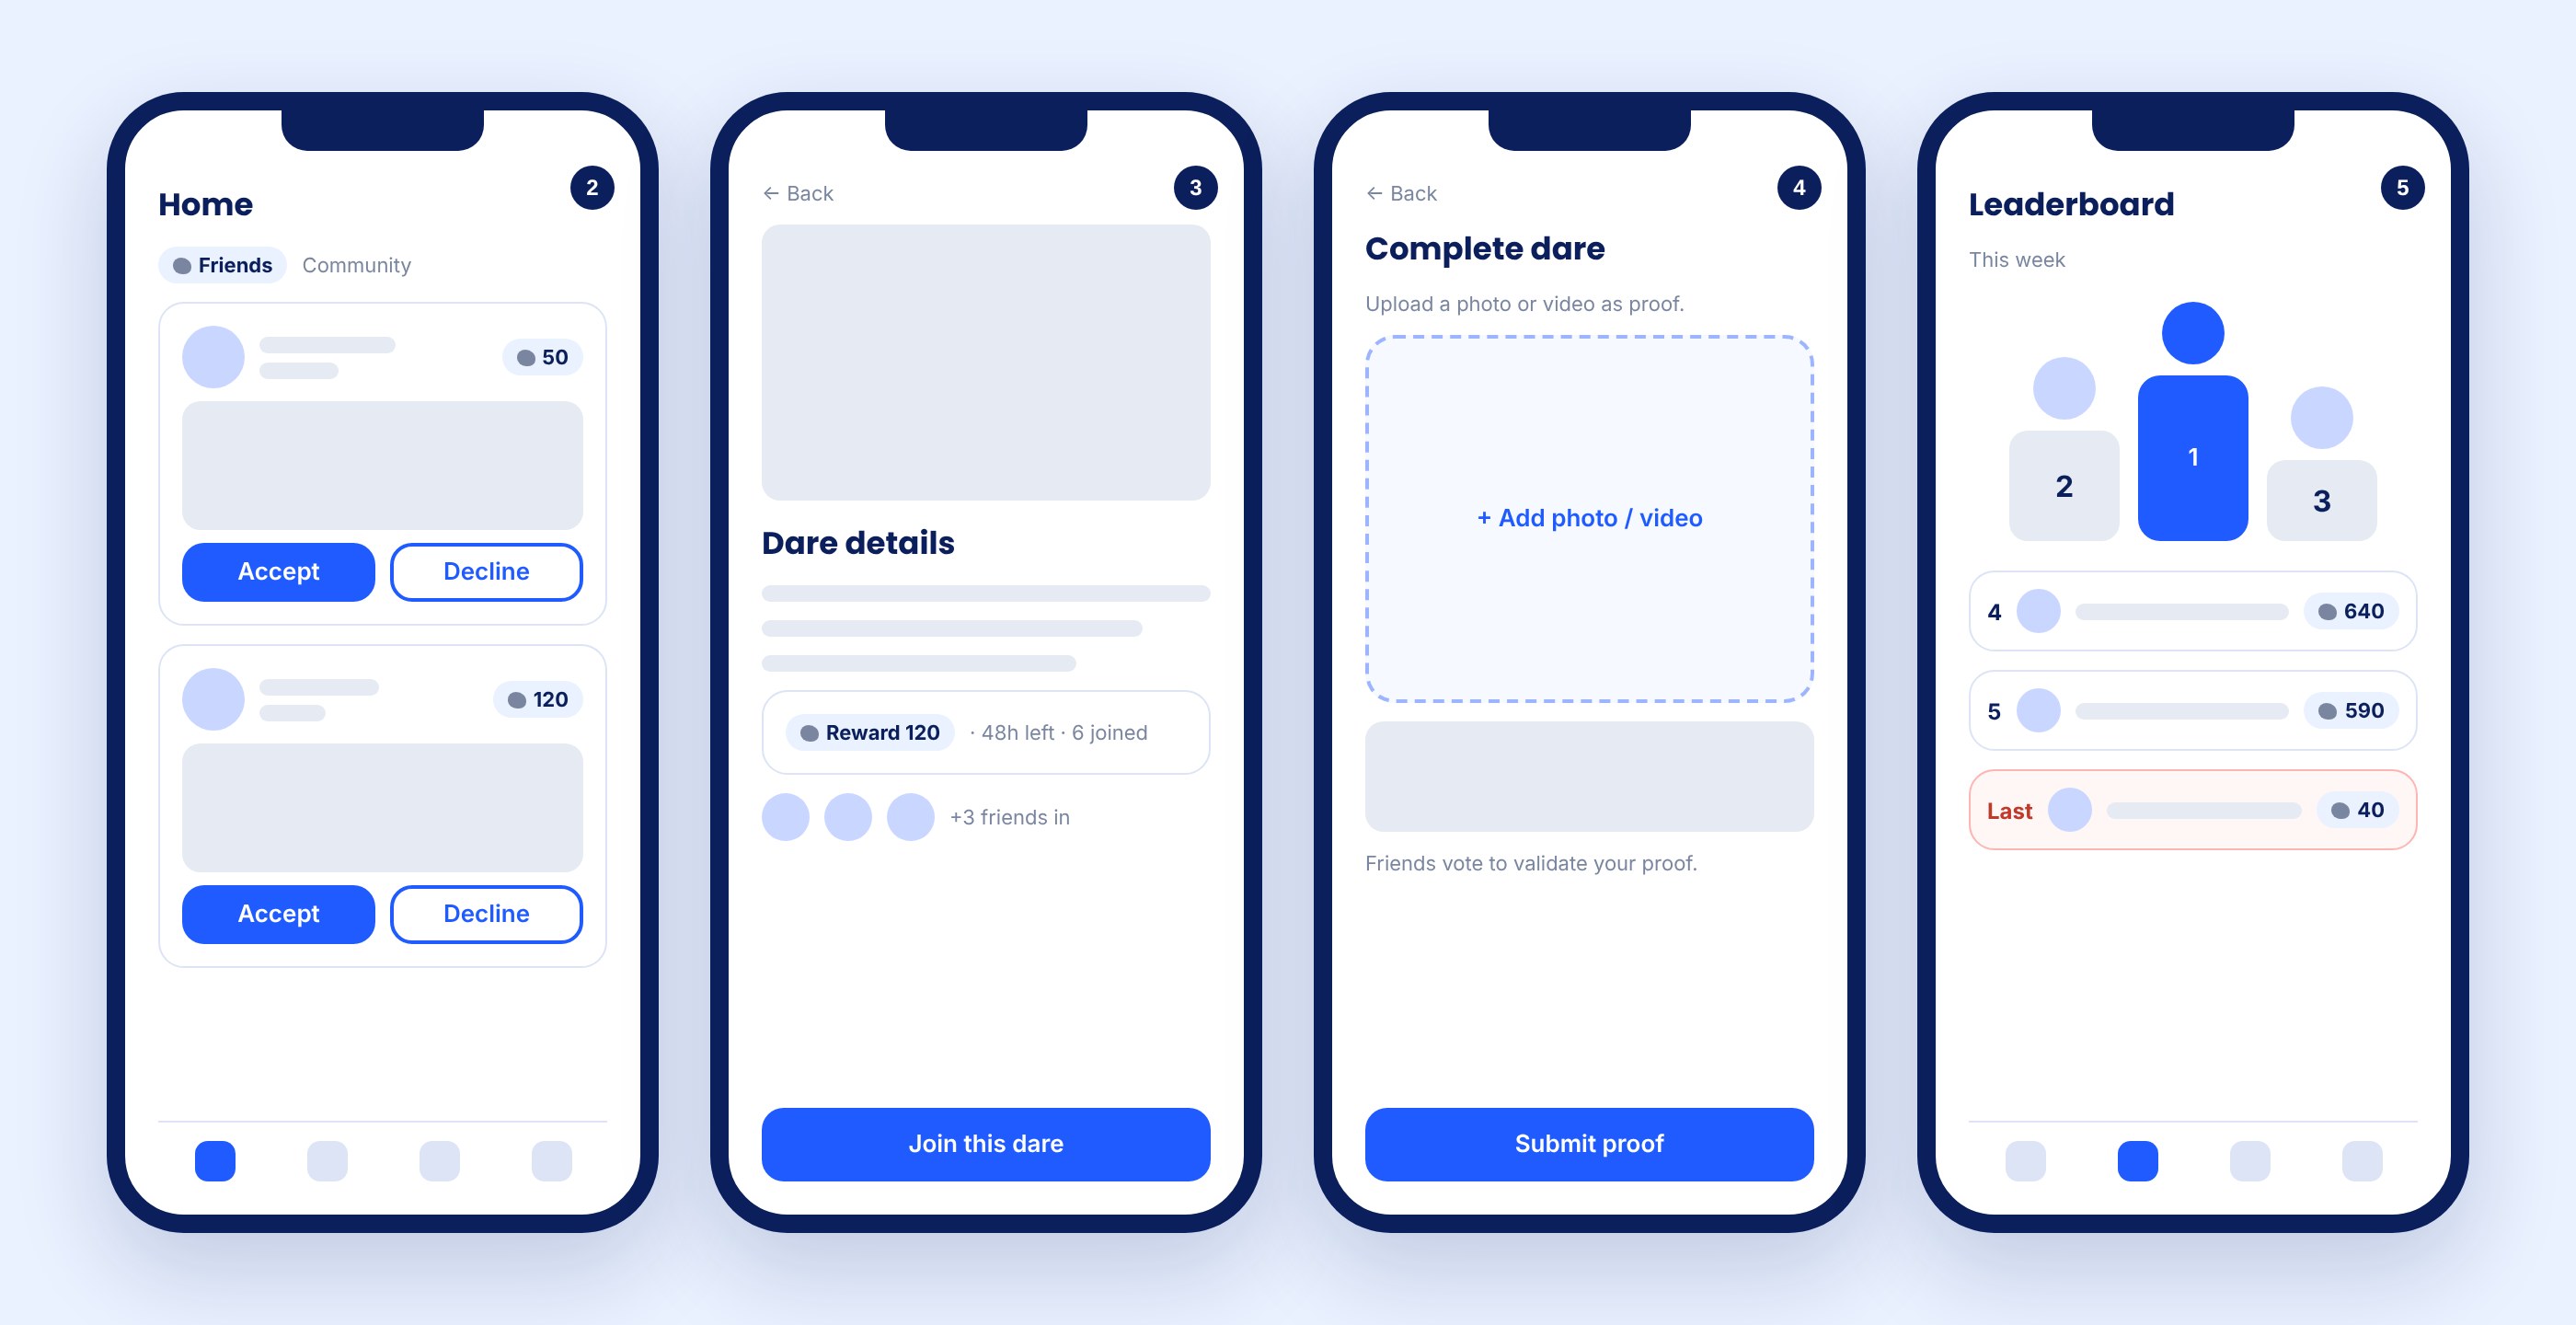 2
Home
Friends Community
50
Accept Decline
120
Accept Decline
3
← Back
Dare details
Reward 120 · 48h left · 6 joined
+3 friends in
Join this dare
4
← Back
Complete dare
Upload a photo or video as proof.
+ Add photo / video
Friends vote to validate your proof.
Submit proof
5
Leaderboard
This week
2 1 3
4 640
5 590
Last 40